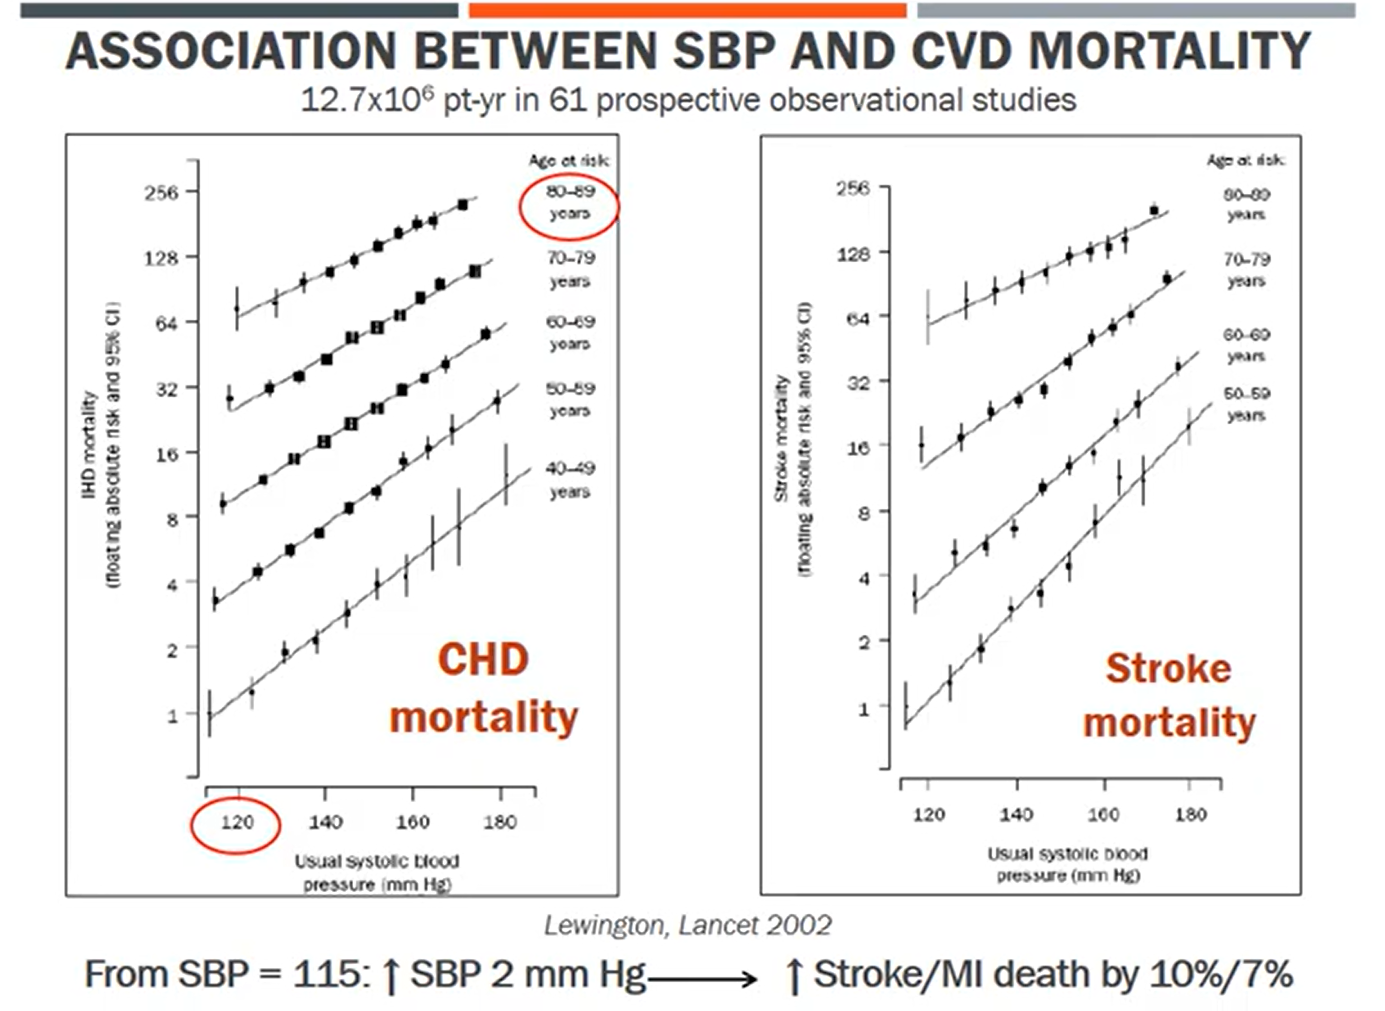 ASSOCIATION BETWEEN SBP AND CVD MORTALITY
12.7x10⁶ pt-yr in 61 prospective observational studies
Age at risk:
80–89
years
70–79
years
60–69
years
50–59
years
40–49
years
256
128
64
32
16
8
4
2
1
IHD mortality
(floating absolute risk and 95% CI)
CHD
mortality
120 140 160 180
Usual systolic blood
pressure (mm Hg)
Age at risk:
80–89
years
70–79
years
60–69
years
50–59
years
256
128
64
32
16
8
4
2
1
Stroke mortality
(floating absolute risk and 95% CI)
Stroke
mortality
120 140 160 180
Usual systolic blood
pressure (mm Hg)
Lewington, Lancet 2002
From SBP = 115: ↑ SBP 2 mm Hg → ↑ Stroke/MI death by 10%/7%